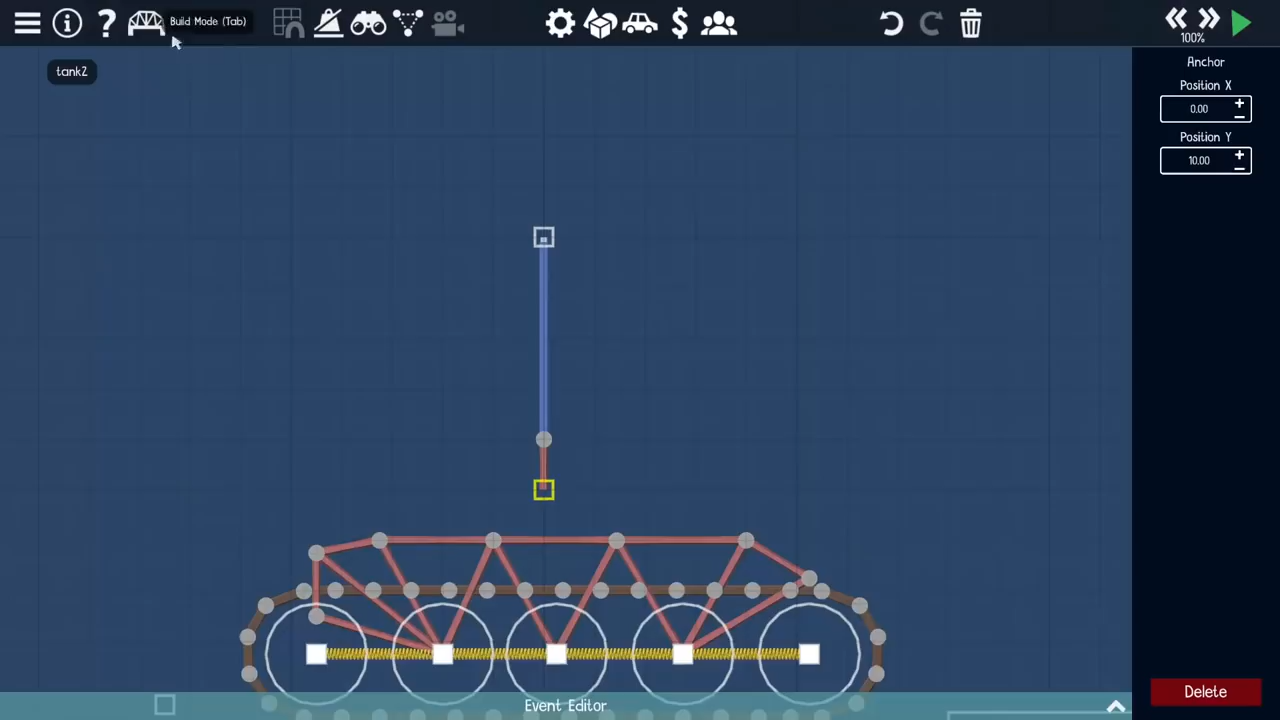 Build Mode (Tab)
100%
tank2
Anchor
Position X
0.00
Position Y
10.00
Delete
Event Editor